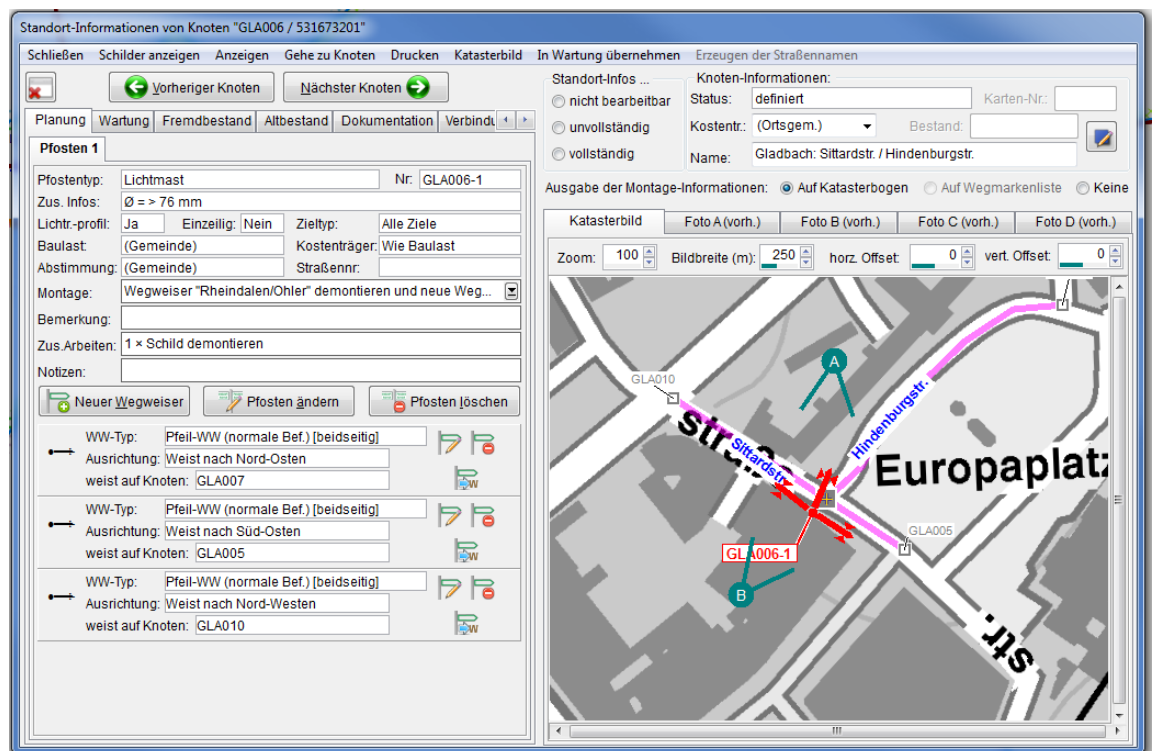 Standort-Informationen von Knoten "GLA006 / 531673201"
Schließen Schilder anzeigen Anzeigen Gehe zu Knoten Drucken Katasterbild In Wartung übernehmen Erzeugen der Straßennamen
Vorheriger Knoten Nächster Knoten
Planung Wartung Fremdbestand Altbestand Dokumentation
Pfosten 1
Pfostentyp: Lichtmast Nr: GLA006-1
Zus. Infos: Ø = > 76 mm
Lichtr.-profil: Ja Einzeilig: Nein Zieltyp: Alle Ziele
Baulast: (Gemeinde) Kostenträger: Wie Baulast
Abstimmung: (Gemeinde) Straßennr:
Montage: Wegweiser "Rheindalen/Ohler" demontieren und neue Weg...
Bemerkung:
Zus.Arbeiten: 1 × Schild demontieren
Notizen:
Neuer Wegweiser Pfosten ändern Pfosten löschen
WW-Typ: Pfeil-WW (normale Bef.) [beidseitig]
Ausrichtung: Weist nach Nord-Osten
weist auf Knoten: GLA007
W
WW-Typ: Pfeil-WW (normale Bef.) [beidseitig]
Ausrichtung: Weist nach Süd-Osten
weist auf Knoten: GLA005
W
WW-Typ: Pfeil-WW (normale Bef.) [beidseitig]
Ausrichtung: Weist nach Nord-Westen
weist auf Knoten: GLA010
W
Standort-Infos ...
nicht bearbeitbar
unvollständig
vollständig
Knoten-Informationen:
Status: definiert Karten-Nr.:
Kostentr.: (Ortsgem.) Bestand:
Name: Gladbach: Sittardstr. / Hindenburgstr.
Ausgabe der Montage-Informationen: Auf Katasterbogen Auf Wegmarkenliste Keine
Katasterbild Foto A (vorh.) Foto B (vorh.) Foto C (vorh.) Foto D (vorh.)
Zoom: 100 Bildbreite (m): 250 horz. Offset: 0 vert. Offset: 0
A
GLA010
Hindenburgstr.
straße
Sittardstr.
Europaplatz
GLA005
GLA006-1
B
str.